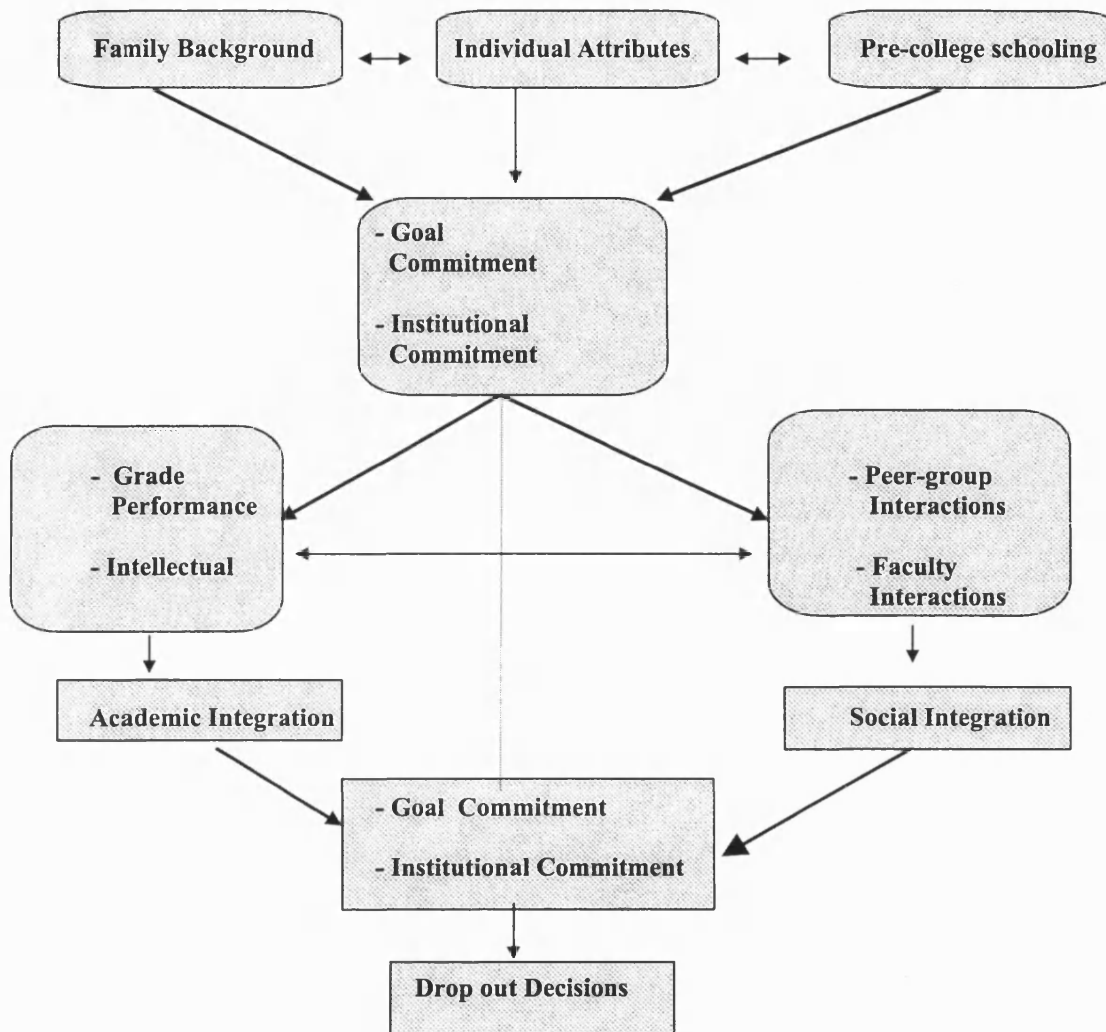 Family Background
Individual Attributes
Pre-college schooling
- Goal
Commitment
- Institutional
Commitment
- Grade
Performance
- Intellectual
- Peer-group
Interactions
- Faculty
Interactions
Academic Integration
Social Integration
- Goal Commitment
- Institutional Commitment
Drop out Decisions